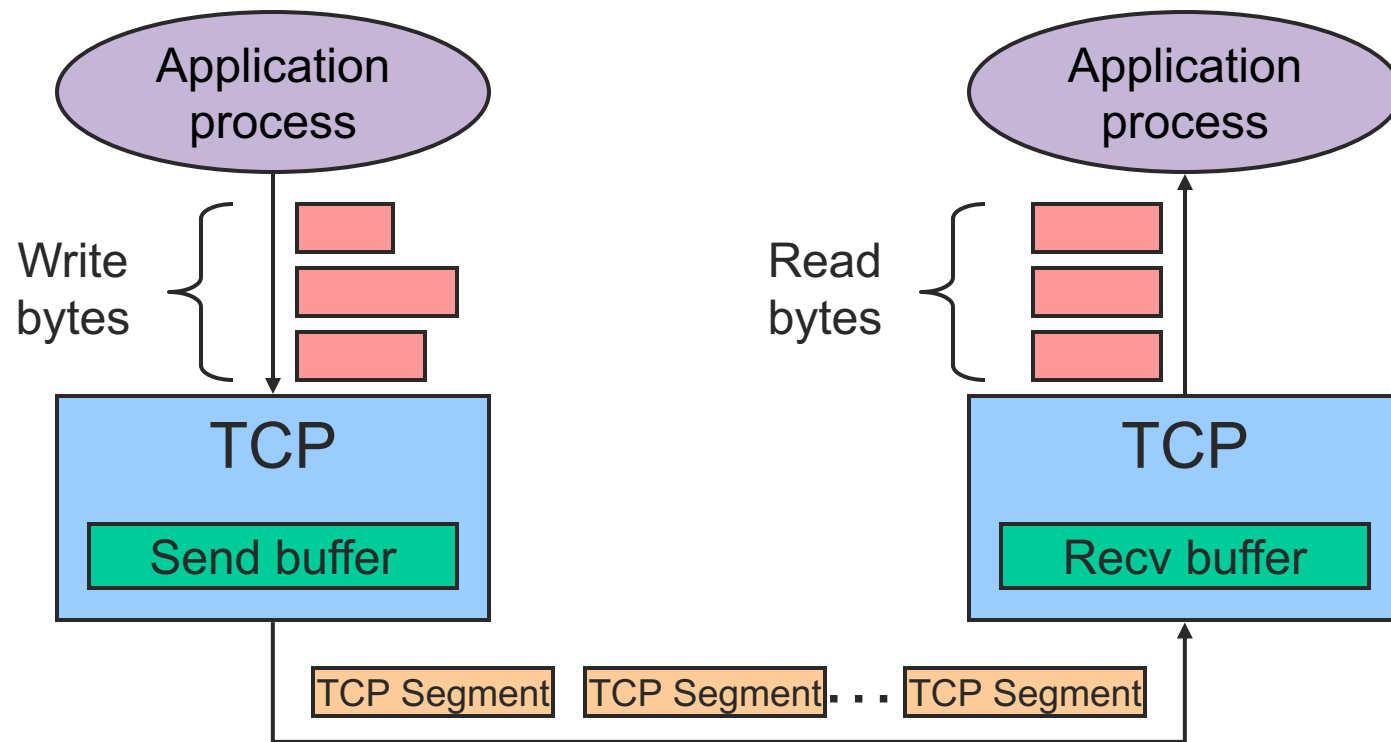 Application
process
Application
process
Write
bytes
Read
bytes
TCP
TCP
Send buffer
Recv buffer
TCP Segment
TCP Segment
...
TCP Segment